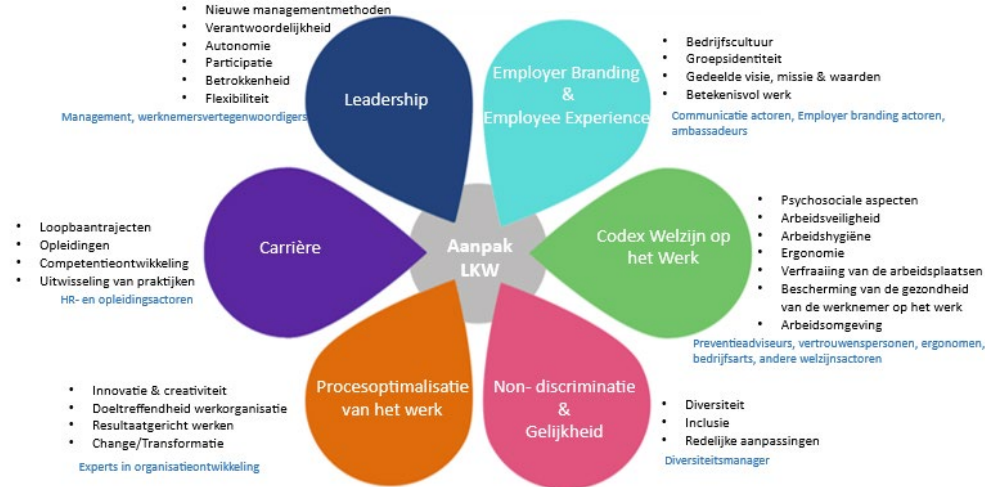 • Nieuwe managementmethoden
• Verantwoordelijkheid
• Autonomie
• Participatie
• Betrokkenheid
• Flexibiliteit
Management, werknemersvertegenwoordigers
Leadership
Employer Branding
&
Employee Experience
• Bedrijfscultuur
• Groepsidentiteit
• Gedeelde visie, missie & waarden
• Betekenisvol werk
Communicatie actoren, Employer branding actoren,
ambassadeurs
• Loopbaantrajecten
• Opleidingen
• Competentieontwikkeling
• Uitwisseling van praktijken
HR- en opleidingsactoren
Carrière
Aanpak
LKW
Codex Welzijn op
het Werk
• Psychosociale aspecten
• Arbeidsveiligheid
• Arbeidshygiëne
• Ergonomie
• Verfraaiing van de arbeidsplaatsen
• Bescherming van de gezondheid
van de werknemer op het werk
• Arbeidsomgeving
Preventieadviseurs, vertrouwenspersonen, ergonomen,
bedrijfsarts, andere welzijnsactoren
• Innovatie & creativiteit
• Doeltreffendheid werkorganisatie
• Resultaatgericht werken
• Change/Transformatie
Experts in organisatieontwikkeling
Procesoptimalisatie
van het werk
Non- discriminatie
&
Gelijkheid
• Diversiteit
• Inclusie
• Redelijke aanpassingen
Diversiteitsmanager